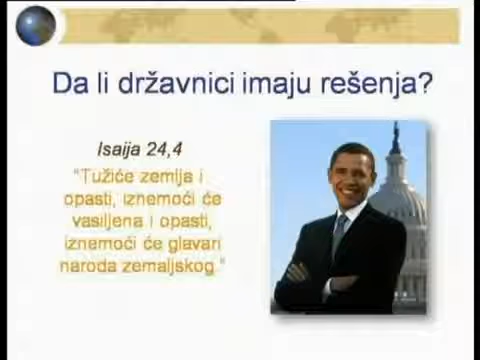 Da li državnici imaju rešenja?
Isaija 24,4
"Tužiće zemlja i
opasti, iznemoći će
vasiljena i opasti,
iznemoći će glavari
naroda zemaljskog."